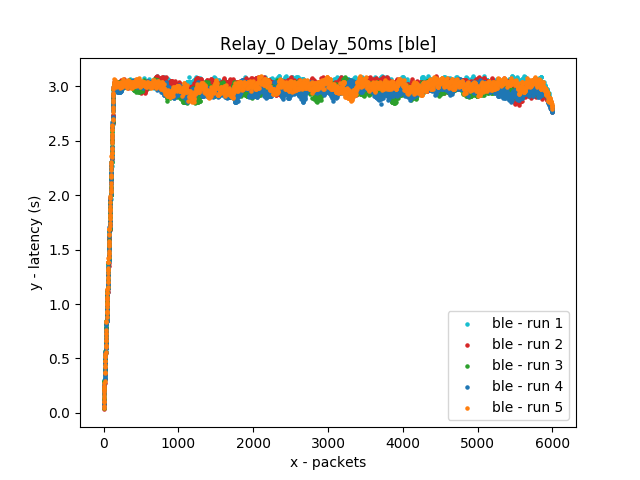 Relay_0 Delay_50ms [ble]
y - latency (s)
3.0
2.5
2.0
1.5
1.0
0.5
0.0
0 1000 2000 3000 4000 5000 6000
x - packets
ble - run 1
ble - run 2
ble - run 3
ble - run 4
ble - run 5